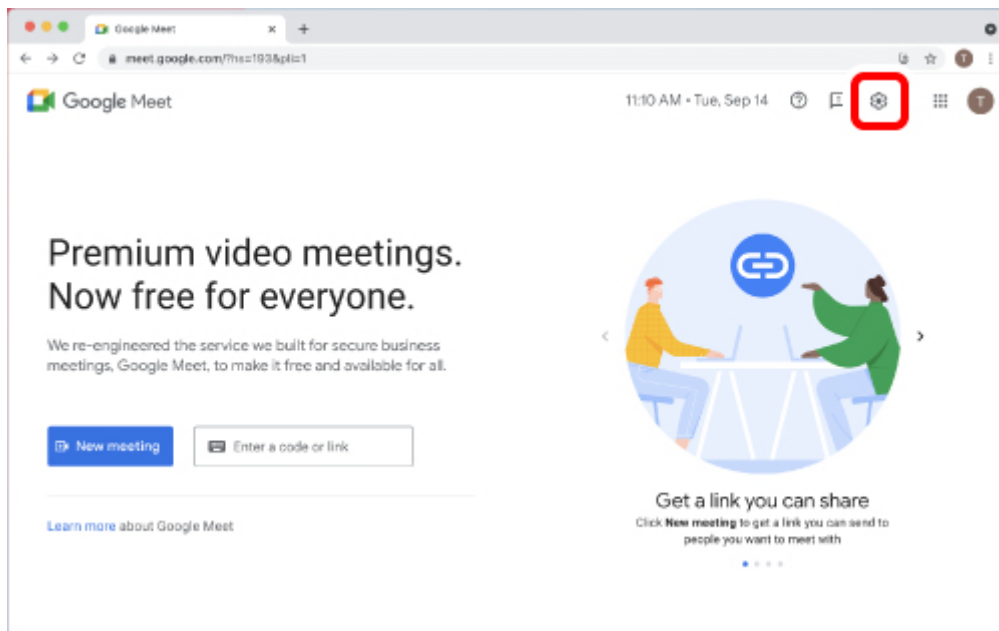 Google Meet
meet.google.com/?hs=193&pli=1
T
Google Meet
11:10 AM • Tue, Sep 14
T
Premium video meetings.
Now free for everyone.
We re-engineered the service we built for secure business
meetings, Google Meet, to make it free and available for all.
New meeting
Enter a code or link
Learn more about Google Meet
Get a link you can share
Click New meeting to get a link you can send to
people you want to meet with